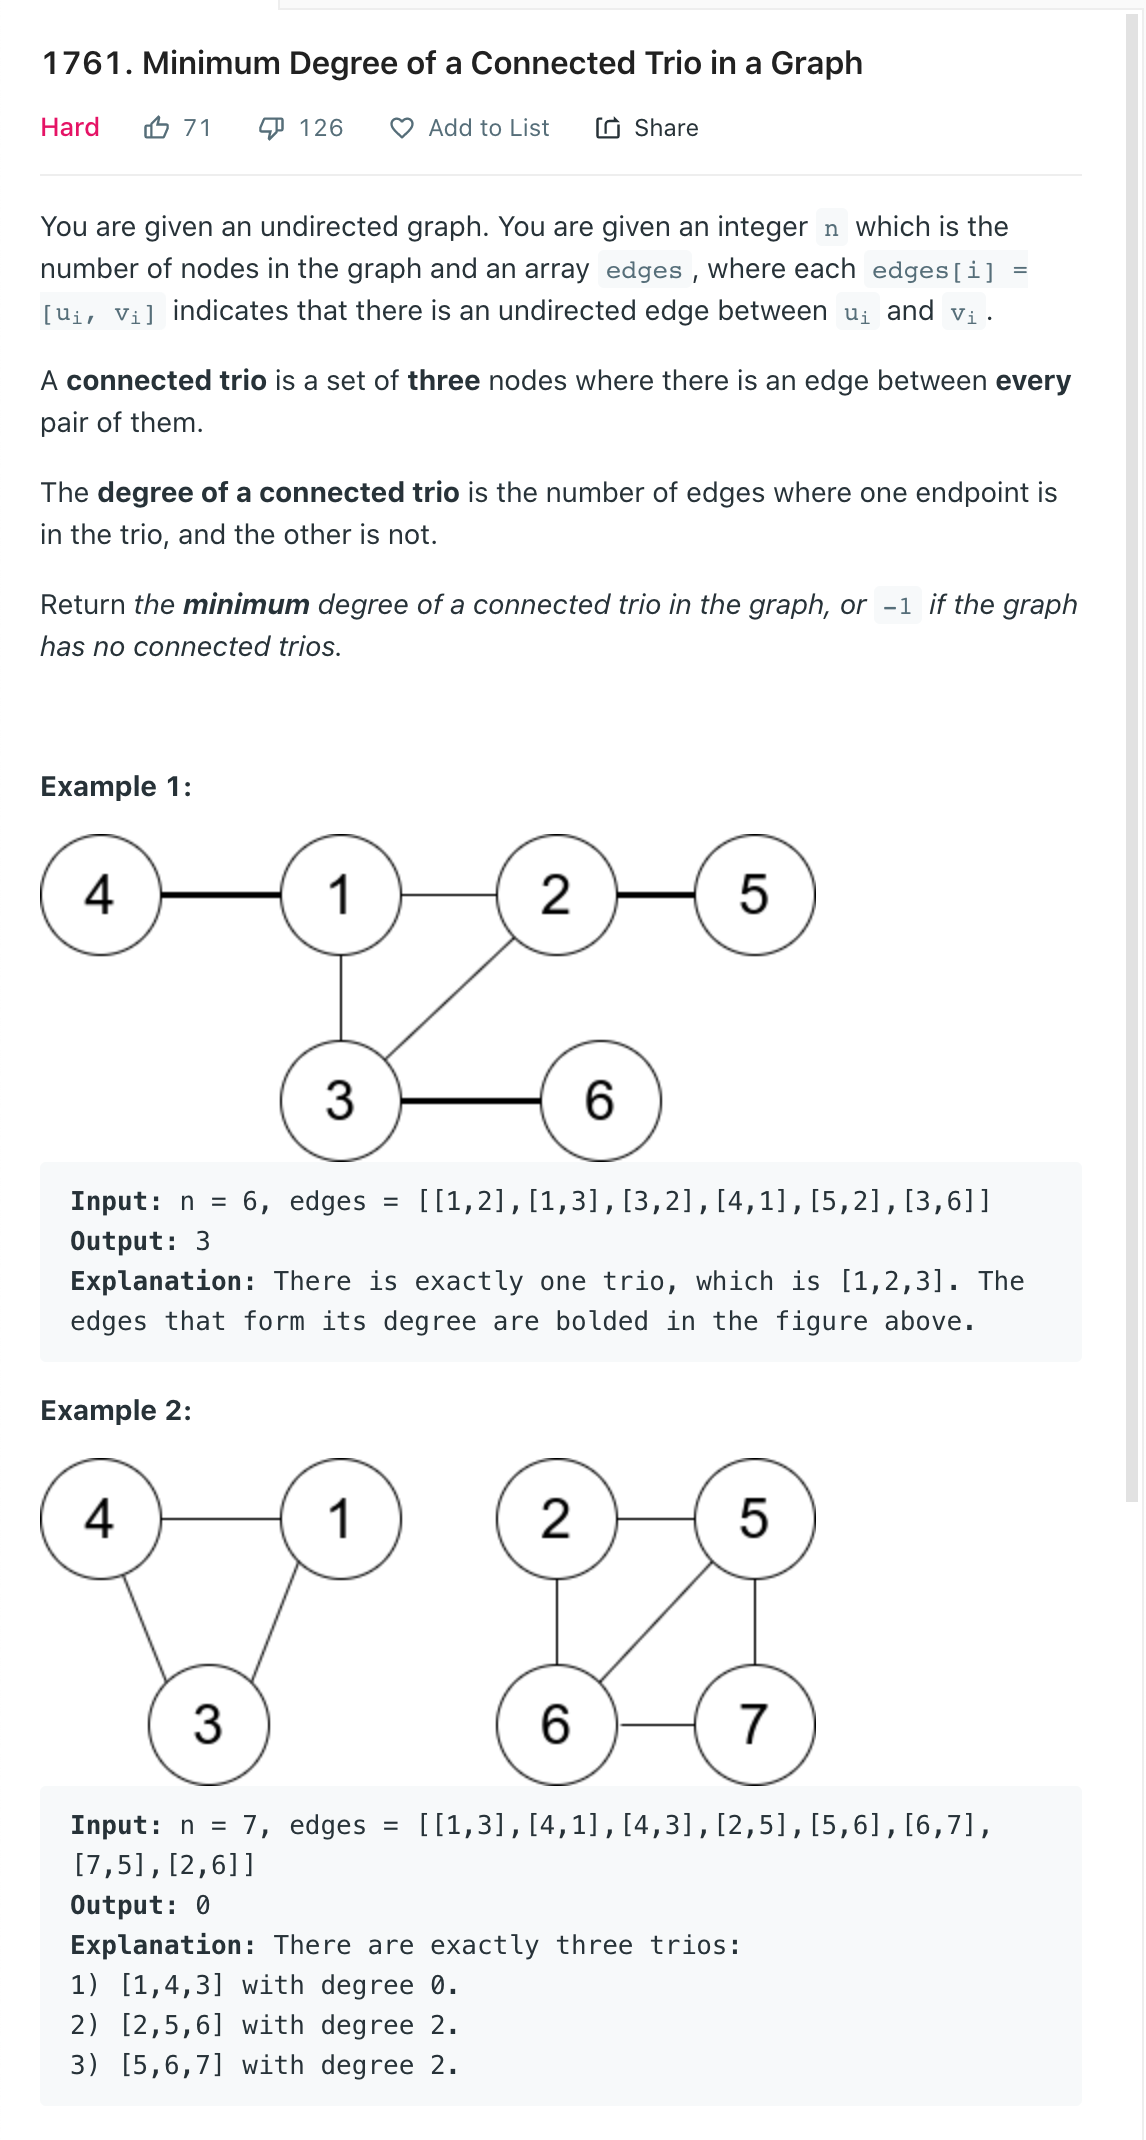 1761. Minimum Degree of a Connected Trio in a Graph
Hard 71 126 Add to List Share
You are given an undirected graph. You are given an integer n which is the
number of nodes in the graph and an array edges , where each edges[i] =
[ui, vi] indicates that there is an undirected edge between ui and vi .
A connected trio is a set of three nodes where there is an edge between every
pair of them.
The degree of a connected trio is the number of edges where one endpoint is
in the trio, and the other is not.
Return the minimum degree of a connected trio in the graph, or -1 if the graph
has no connected trios.
Example 1:
4 1 2 5
3 6
Input: n = 6, edges = [[1,2],[1,3],[3,2],[4,1],[5,2],[3,6]]
Output: 3
Explanation: There is exactly one trio, which is [1,2,3]. The
edges that form its degree are bolded in the figure above.
Example 2:
4 1 2 5
3 6 7
Input: n = 7, edges = [[1,3],[4,1],[4,3],[2,5],[5,6],[6,7],
[7,5],[2,6]]
Output: 0
Explanation: There are exactly three trios:
1) [1,4,3] with degree 0.
2) [2,5,6] with degree 2.
3) [5,6,7] with degree 2.